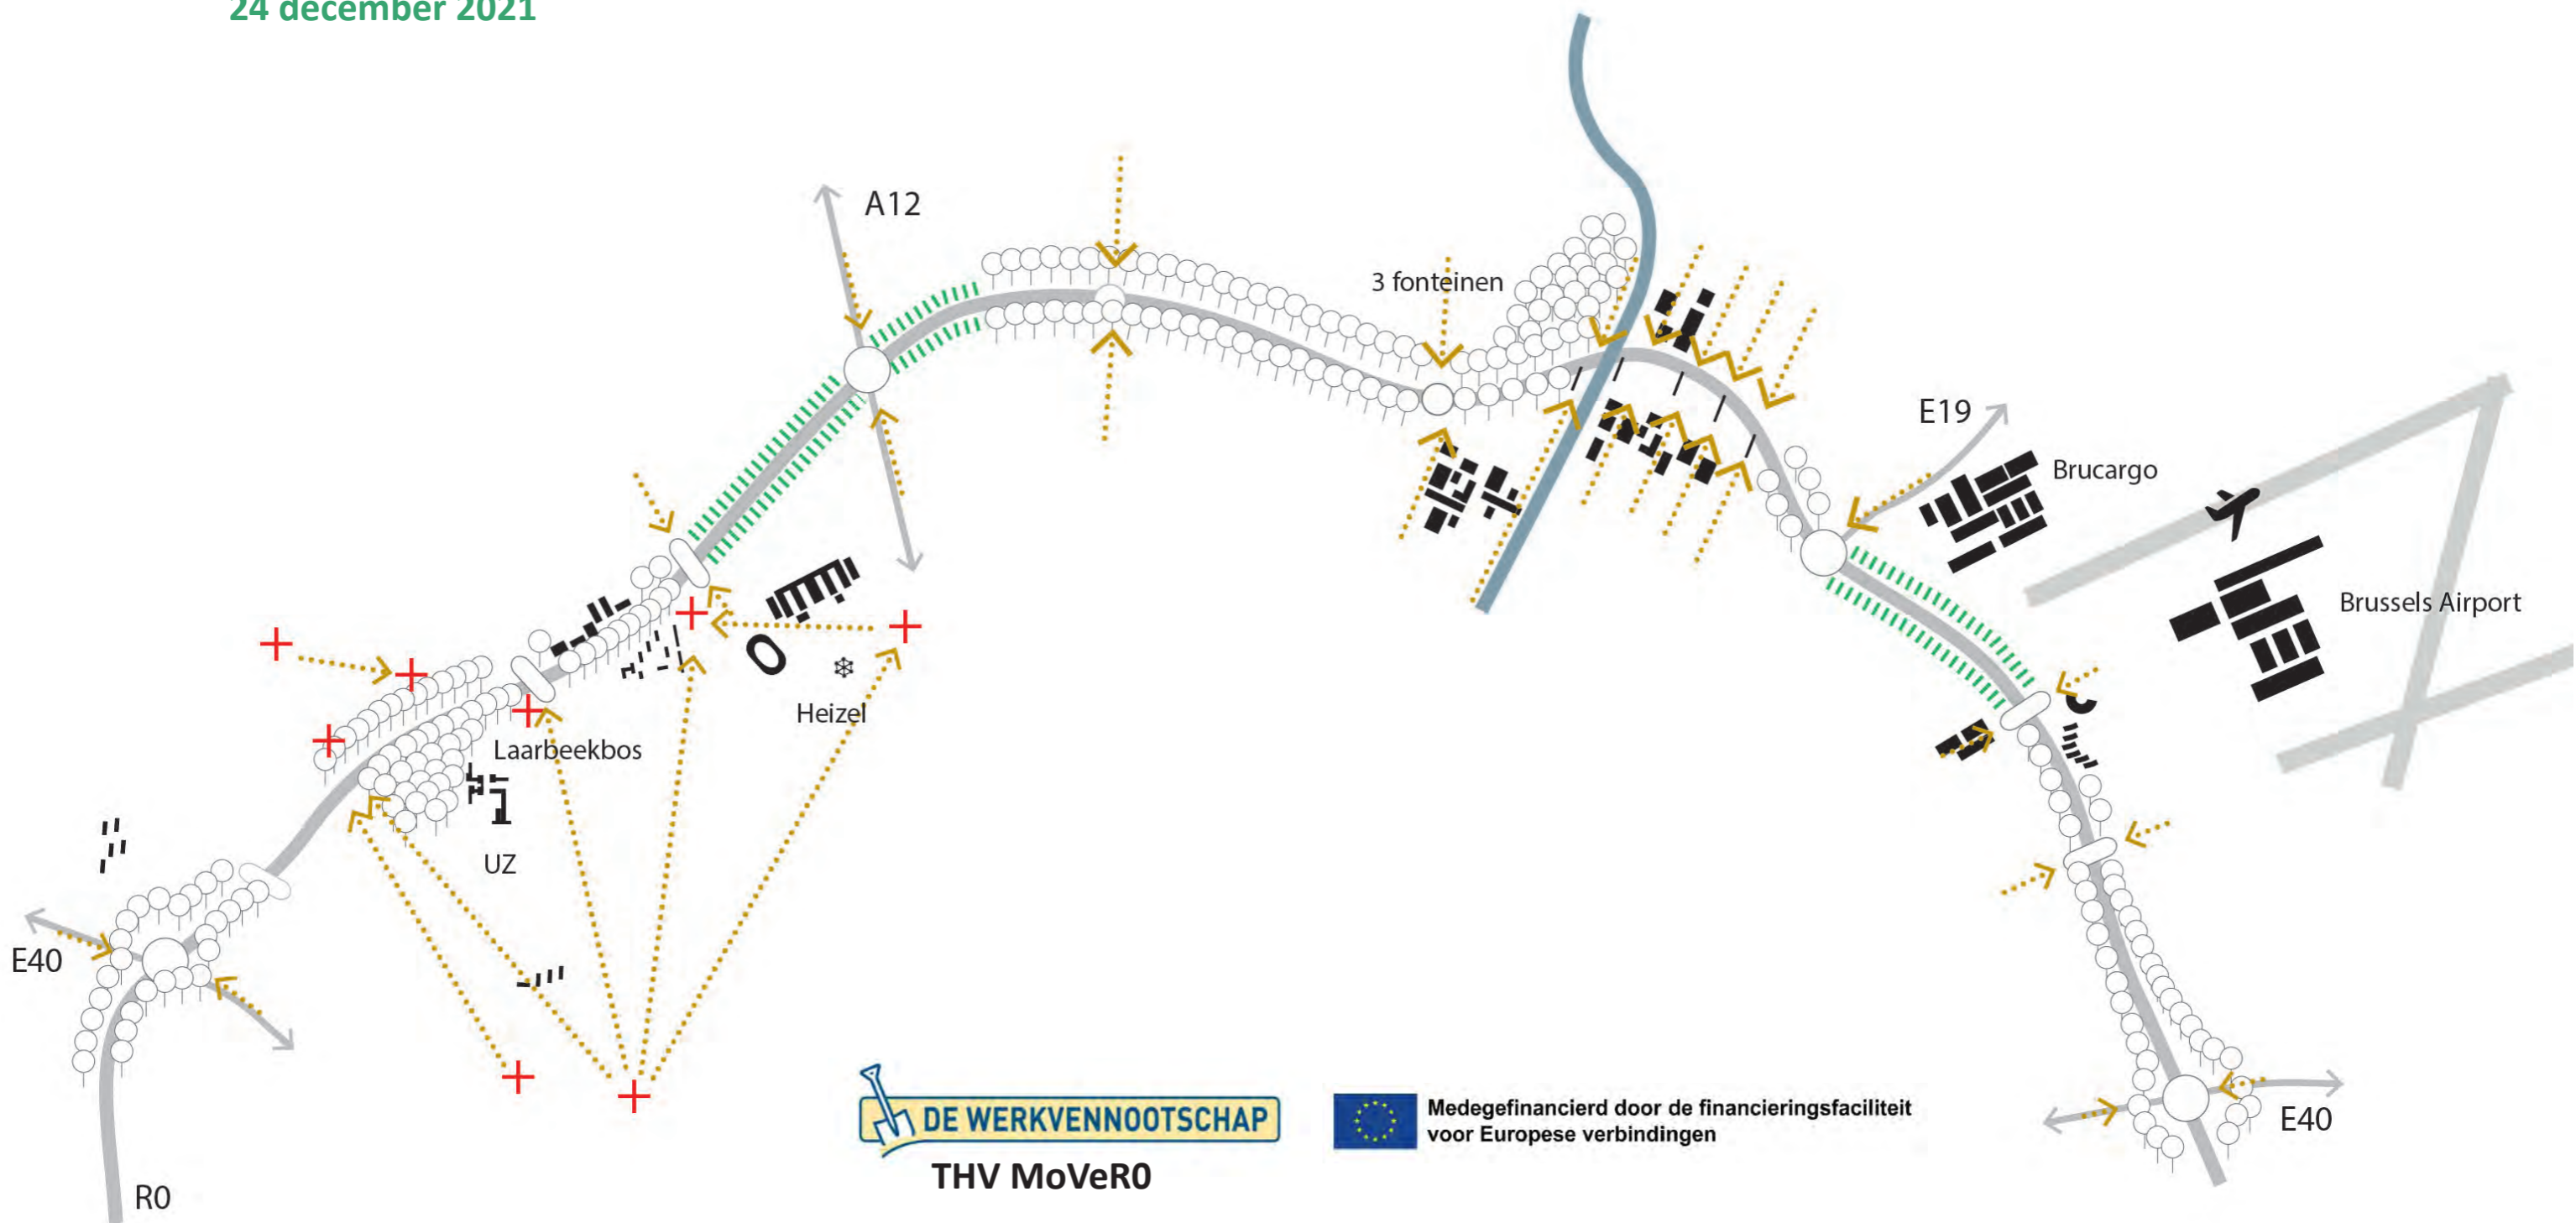 24 december 2021
A12
3 fonteinen
E19
Brucargo
Brussels Airport
Heizel
Laarbeekbos
UZ
E40
R0
E40
DE WERKVENNOOTSCHAP
THV MoVeR0
Medegefinancierd door de financieringsfaciliteit
voor Europese verbindingen